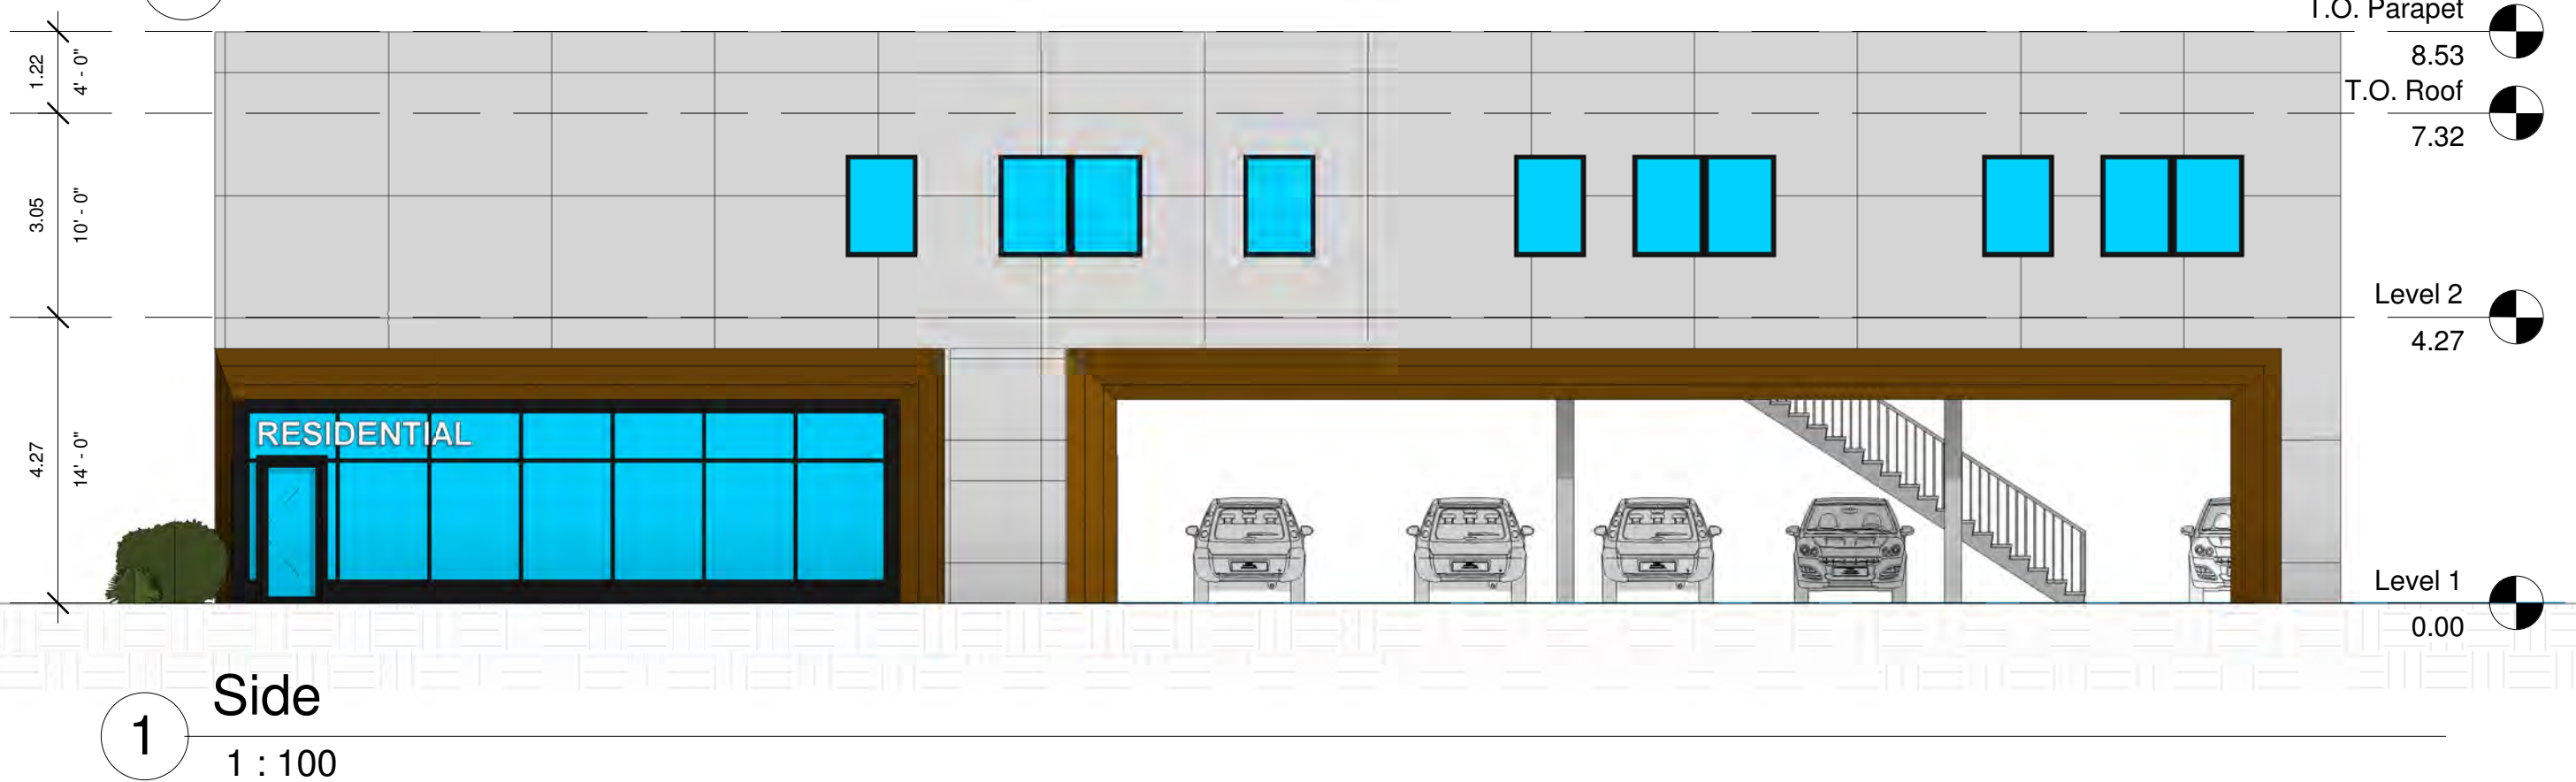 T.O. Parapet
8.53
T.O. Roof
7.32
Level 2
4.27
Level 1
0.00
1.22
4' - 0"
3.05
10' - 0"
4.27
14' - 0"
RESIDENTIAL
1
Side
1 : 100